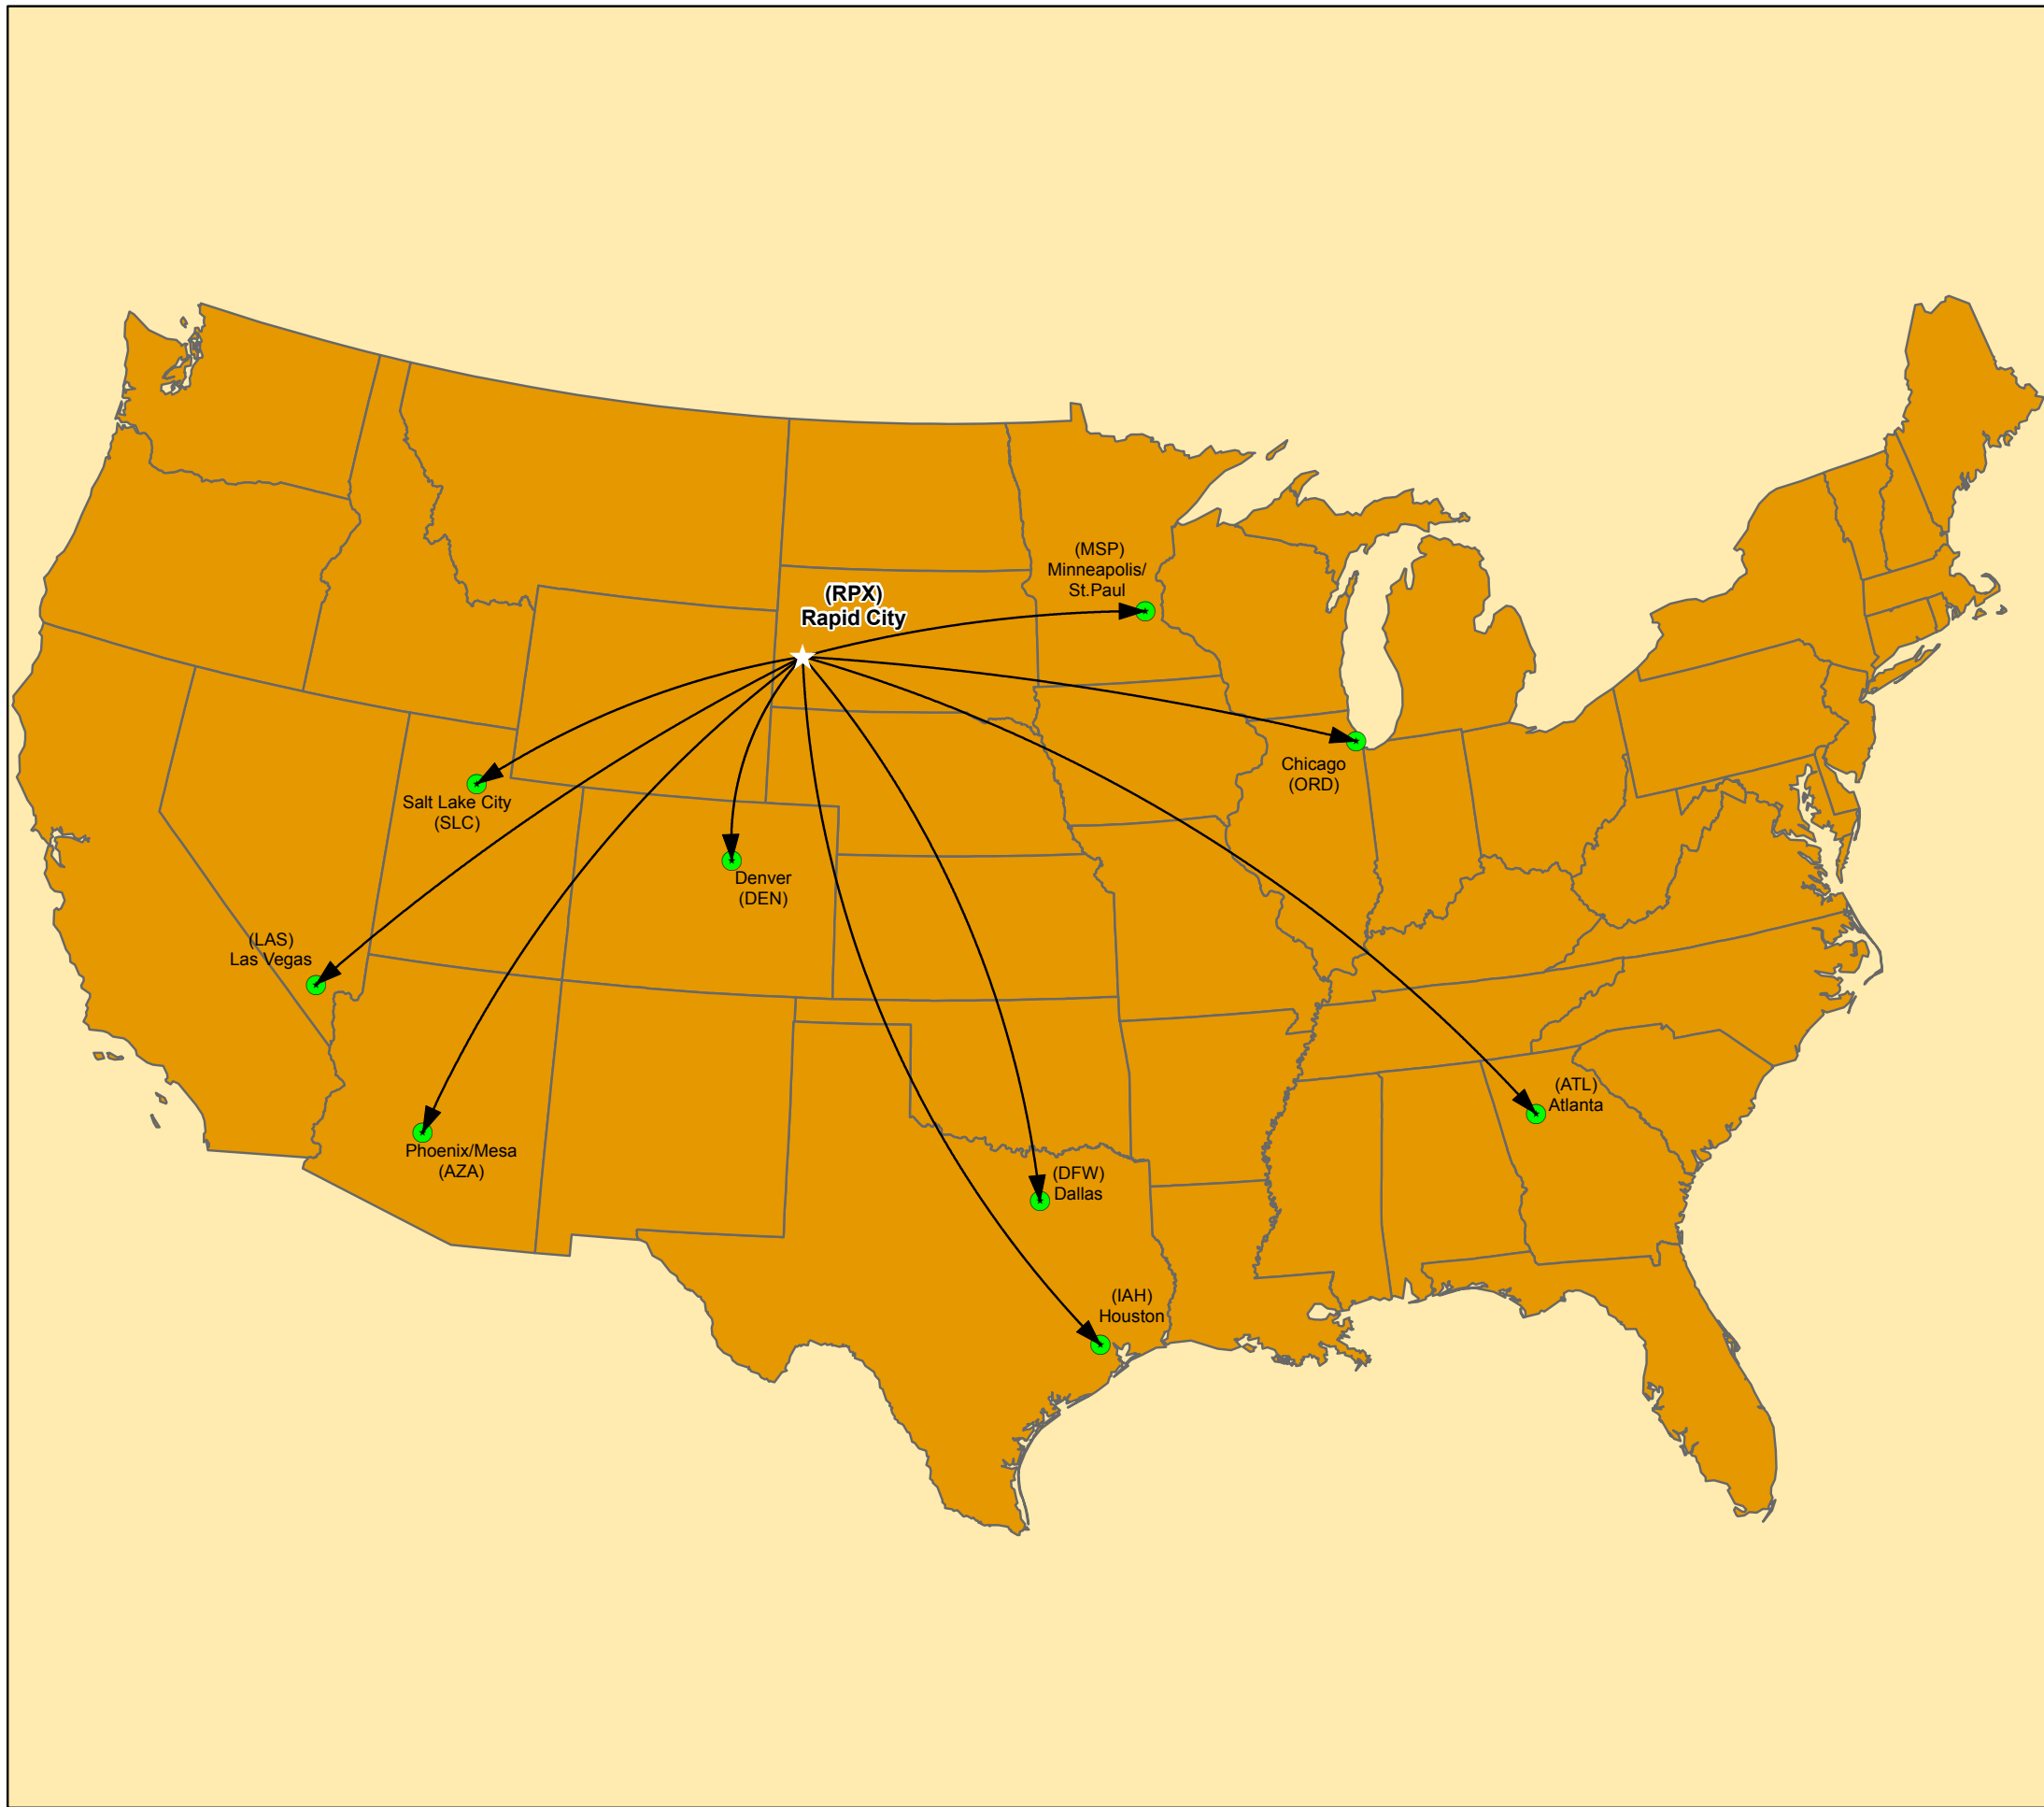 (MSP)
Minneapolis/
St.Paul
(RPX)
Rapid City
Chicago
(ORD)
Salt Lake City
(SLC)
Denver
(DEN)
(LAS)
Las Vegas
(ATL)
Atlanta
Phoenix/Mesa
(AZA)
(DFW)
Dallas
(IAH)
Houston